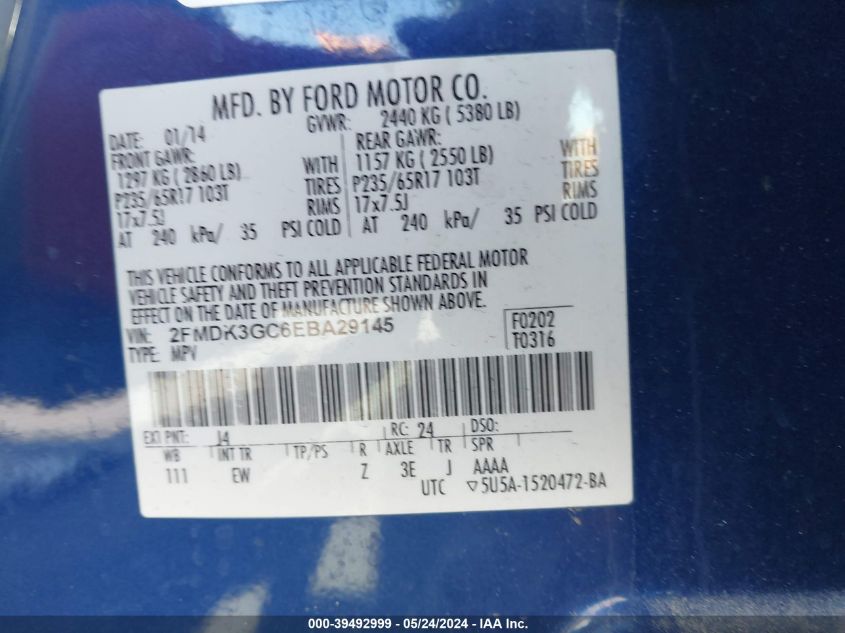 MFD. BY FORD MOTOR CO.
DATE: 01/14 GVWR: 2440 KG ( 5380 LB)
FRONT GAWR: REAR GAWR:
1297 KG ( 2860 LB) WITH 1157 KG ( 2550 LB) WITH
P235/65R17 103T TIRES P235/65R17 103T TIRES
17x7.5J RIMS 17x7.5J RIMS
AT 240 kPa/ 35 PSI COLD AT 240 kPa/ 35 PSI COLD
THIS VEHICLE CONFORMS TO ALL APPLICABLE FEDERAL MOTOR
VEHICLE SAFETY AND THEFT PREVENTION STANDARDS IN
EFFECT ON THE DATE OF MANUFACTURE SHOWN ABOVE.
VIN: 2FMDK3GC6EBA29145 F0202
TYPE: MPV T0316
EXT PNT: J4 RC: 24 DSO:
WB INT TR TP/PS R AXLE TR SPR
111 EW Z 3E J AAAA
UTC ▽5U5A-1520472-BA
000-39492999 - 05/24/2024 - IAA Inc.